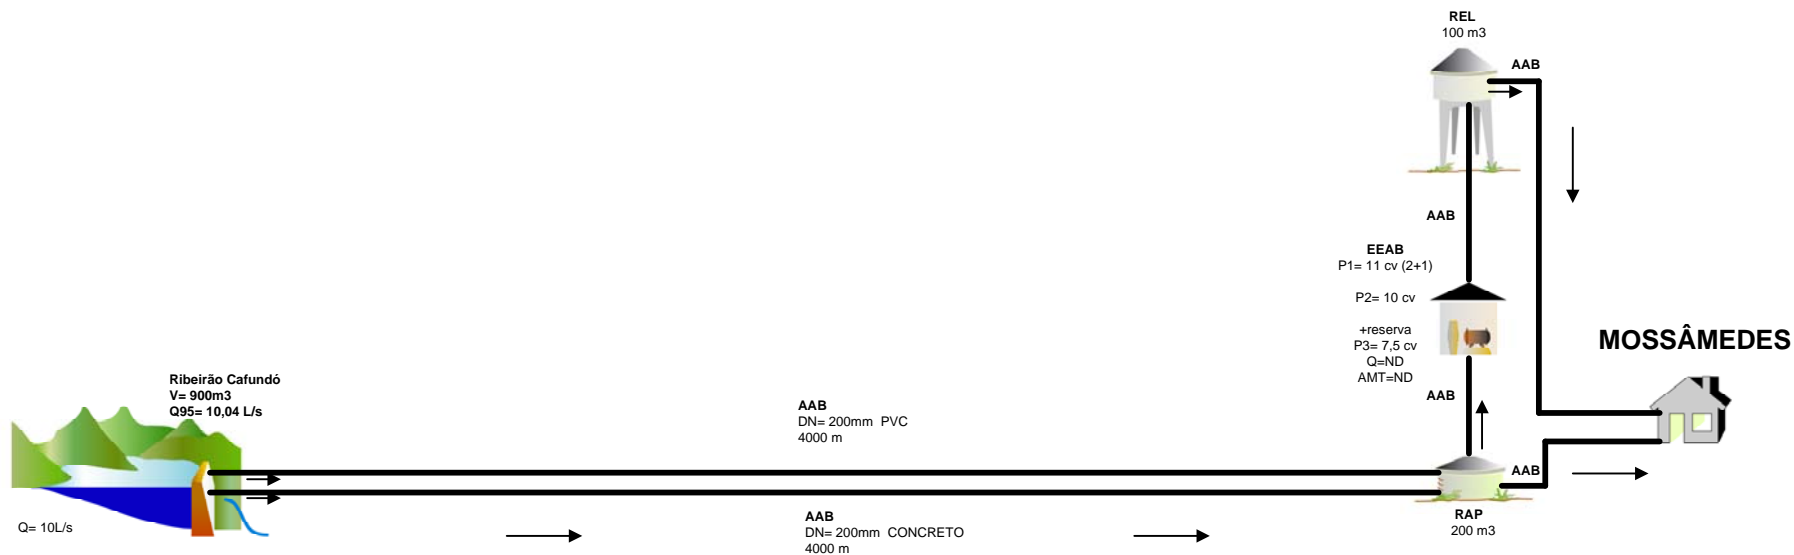 REL
100 m3
AAB
AAB
EEAB
P1= 11 cv (2+1)
P2= 10 cv
+reserva
P3= 7,5 cv
Q=ND
AMT=ND
AAB
MOSSÂMEDES
Ribeirão Cafundó
V= 900m3
Q95= 10,04 L/s
AAB
DN= 200mm PVC
4000 m
AAB
RAP
200 m3
Q= 10L/s
AAB
DN= 200mm CONCRETO
4000 m